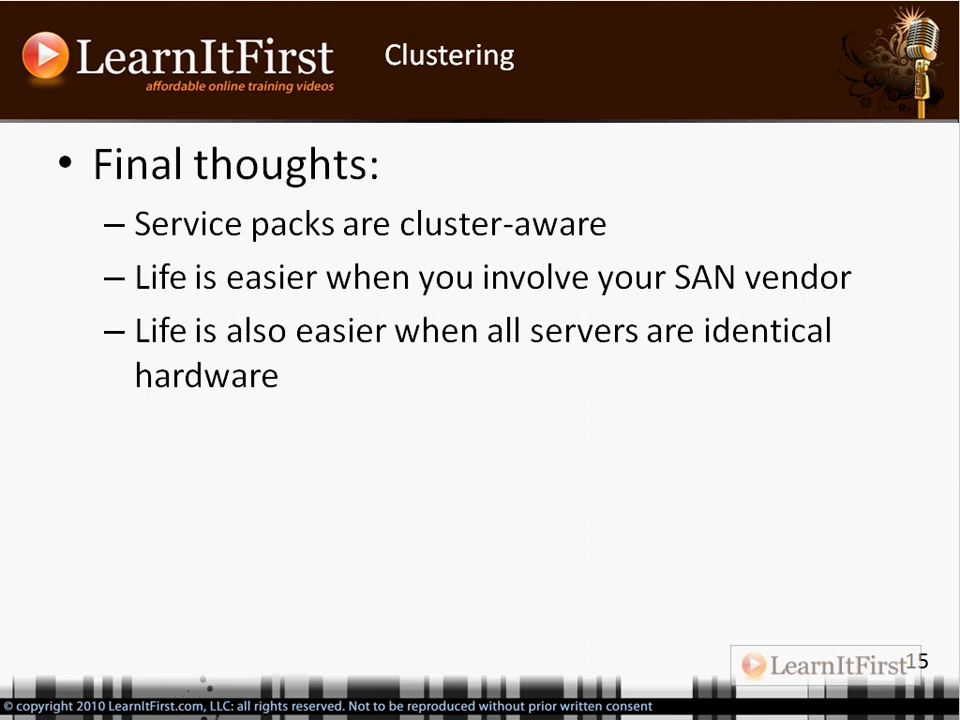 LearnItFirst
affordable online training videos
Clustering
• Final thoughts:
– Service packs are cluster-aware
– Life is easier when you involve your SAN vendor
– Life is also easier when all servers are identical
hardware
LearnItFirst
15
© copyright 2010 LearnItFirst.com, LLC: all rights reserved. Not to be reproduced without prior written consent